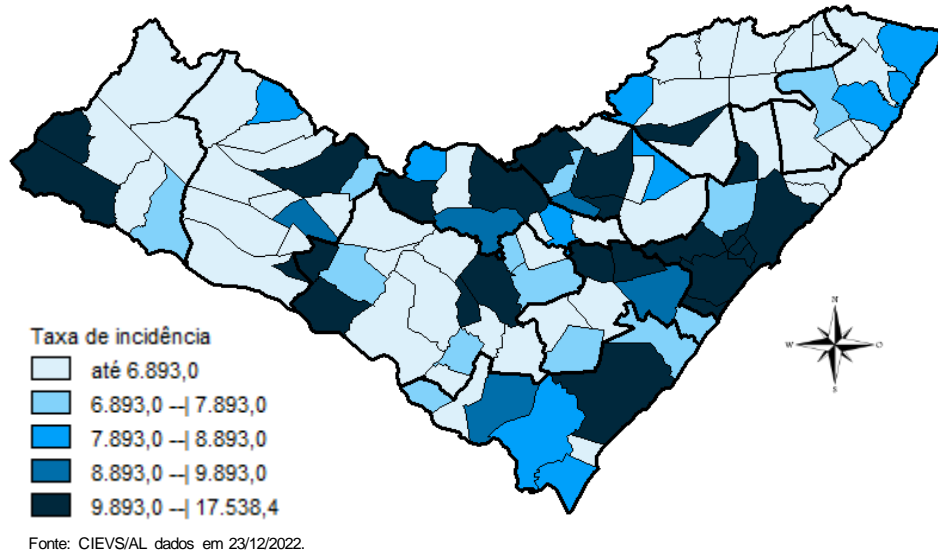 N
W
O
S
Taxa de incidência
até 6.893,0
6.893,0 --| 7.893,0
7.893,0 --| 8.893,0
8.893,0 --| 9.893,0
9.893,0 --| 17.538,4
Fonte: CIEVS/AL dados em 23/12/2022.